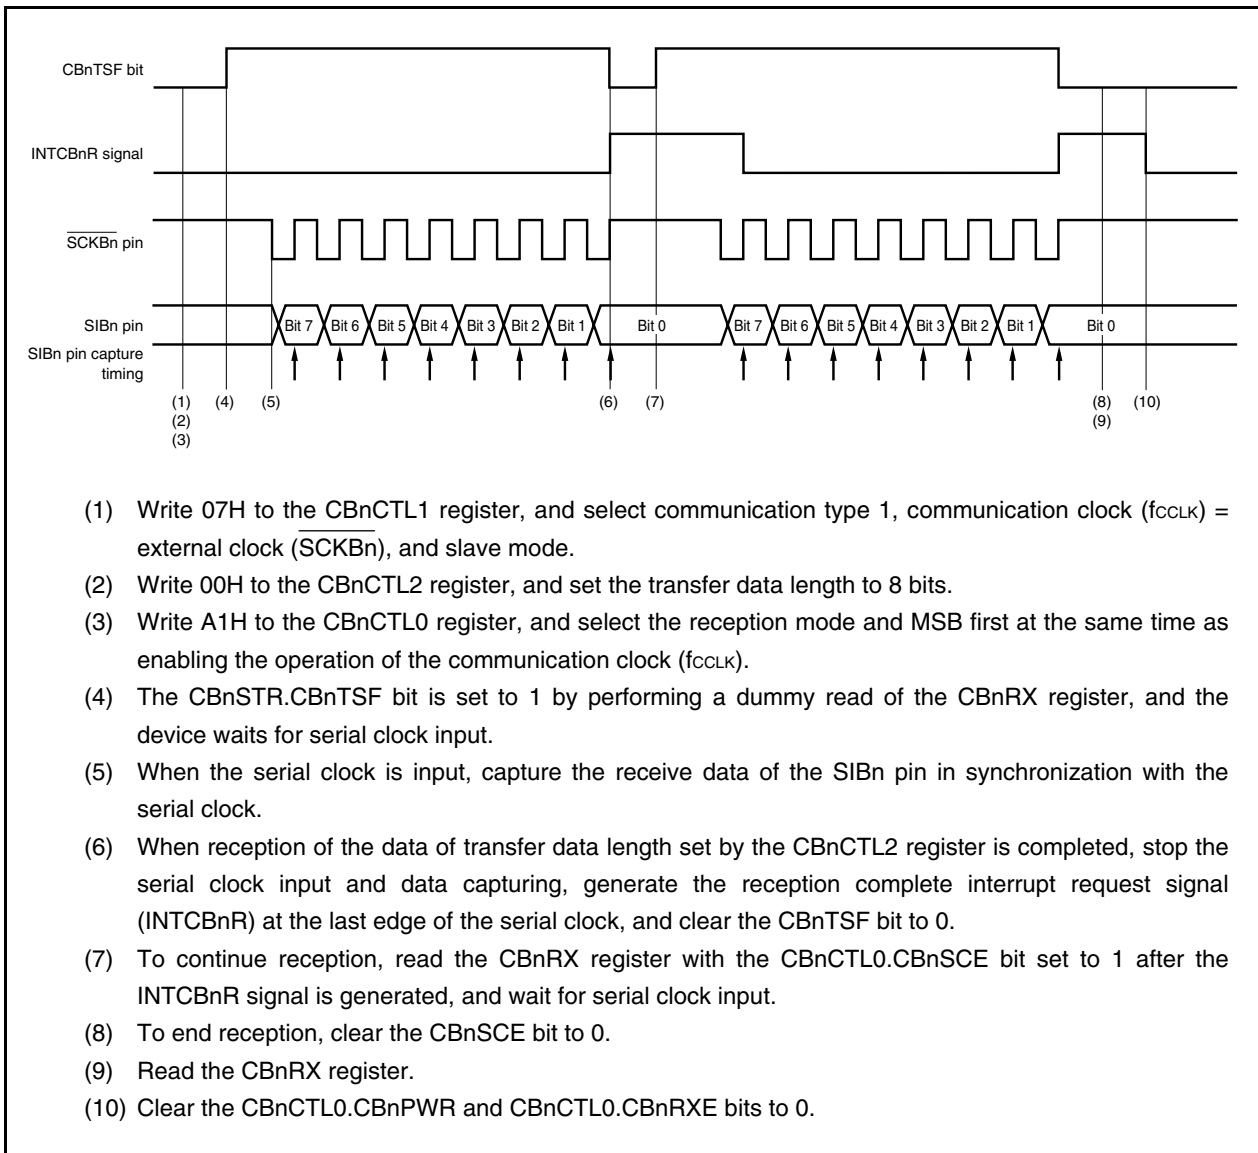 CBnTSF bit
INTCBnR signal
SCKBn pin
SIBn pin
Bit 7 Bit 6 Bit 5 Bit 4 Bit 3 Bit 2 Bit 1 Bit 0 Bit 7 Bit 6 Bit 5 Bit 4 Bit 3 Bit 2 Bit 1 Bit 0
SIBn pin capture
timing
(1) (4) (5) (6) (7) (8) (10)
(2) (9)
(3)
(1) Write 07H to the CBnCTL1 register, and select communication type 1, communication clock (fCCLK) =
external clock (SCKBn), and slave mode.
(2) Write 00H to the CBnCTL2 register, and set the transfer data length to 8 bits.
(3) Write A1H to the CBnCTL0 register, and select the reception mode and MSB first at the same time as
enabling the operation of the communication clock (fCCLK).
(4) The CBnSTR.CBnTSF bit is set to 1 by performing a dummy read of the CBnRX register, and the
device waits for serial clock input.
(5) When the serial clock is input, capture the receive data of the SIBn pin in synchronization with the
serial clock.
(6) When reception of the data of transfer data length set by the CBnCTL2 register is completed, stop the
serial clock input and data capturing, generate the reception complete interrupt request signal
(INTCBnR) at the last edge of the serial clock, and clear the CBnTSF bit to 0.
(7) To continue reception, read the CBnRX register with the CBnCTL0.CBnSCE bit set to 1 after the
INTCBnR signal is generated, and wait for serial clock input.
(8) To end reception, clear the CBnSCE bit to 0.
(9) Read the CBnRX register.
(10) Clear the CBnCTL0.CBnPWR and CBnCTL0.CBnRXE bits to 0.